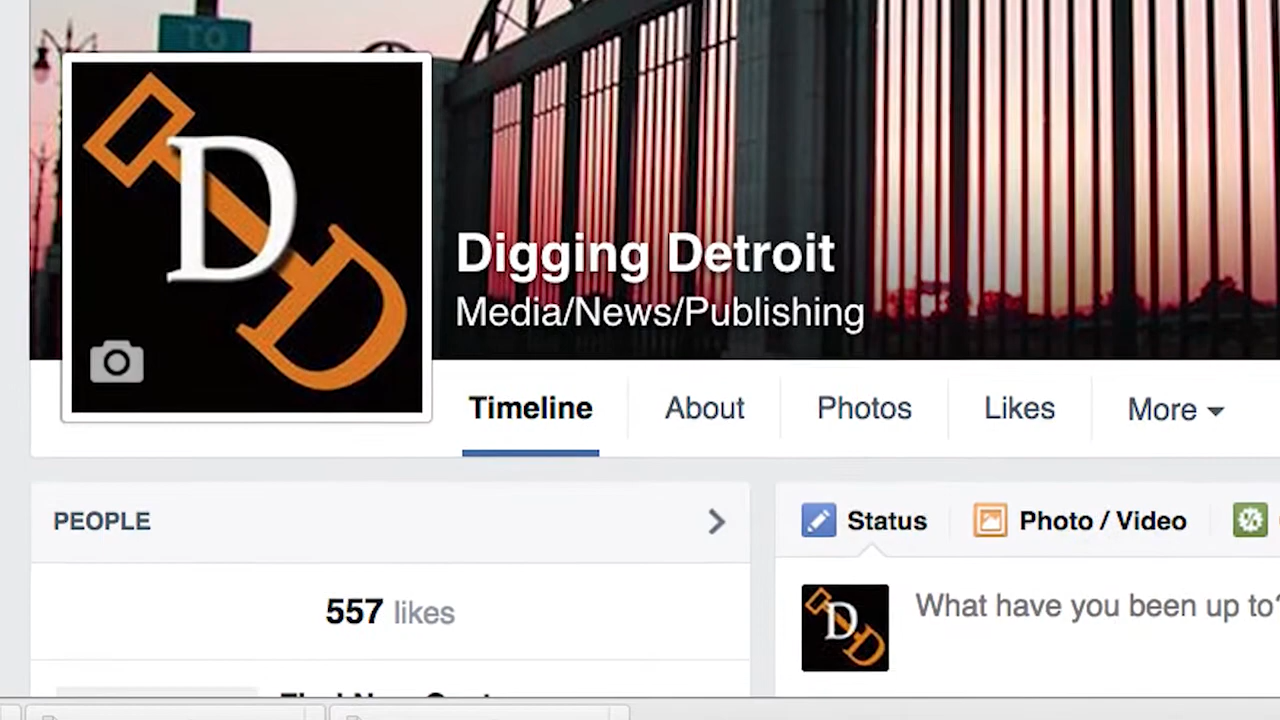 TO
D
D
Digging Detroit
Media/News/Publishing
Timeline
About
Photos
Likes
More
PEOPLE
557 likes
Status
Photo / Video
D
D
What have you been up to?